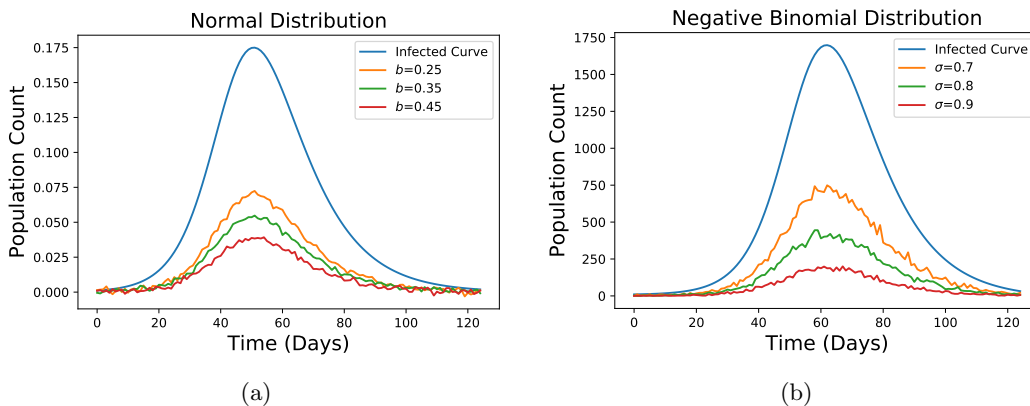 Normal Distribution
Population Count
0.175
0.150
0.125
0.100
0.075
0.050
0.025
0.000
Infected Curve
b=0.25
b=0.35
b=0.45
0 20 40 60 80 100 120
Time (Days)
(a)
Negative Binomial Distribution
Population Count
1750
1500
1250
1000
750
500
250
0
Infected Curve
σ=0.7
σ=0.8
σ=0.9
0 20 40 60 80 100 120
Time (Days)
(b)